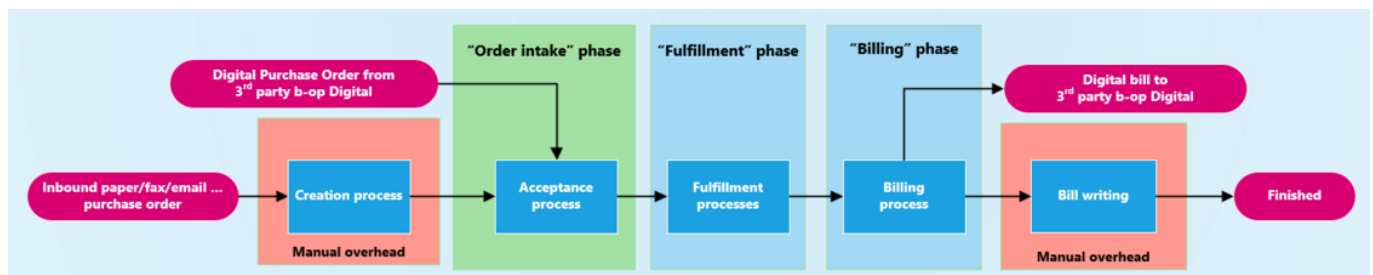 “Order intake” phase
“Fulfillment” phase
“Billing” phase
Digital Purchase Order from
3rd party b-op Digital
Digital bill to
3rd party b-op Digital
Inbound paper/fax/email ...
purchase order
Creation process
Acceptance
process
Fulfillment
processes
Billing
process
Bill writing
Finished
Manual overhead
Manual overhead